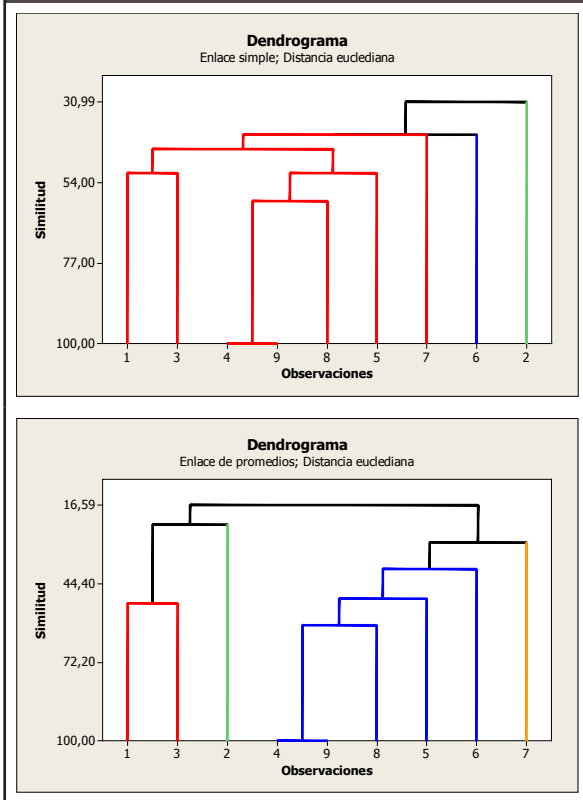 Dendrograma
Enlace simple; Distancia euclediana
30,99
54,00
77,00
100,00
Similitud
1 3 4 9 8 5 7 6 2
Observaciones
Dendrograma
Enlace de promedios; Distancia euclediana
16,59
44,40
72,20
100,00
Similitud
1 3 2 4 9 8 5 6 7
Observaciones